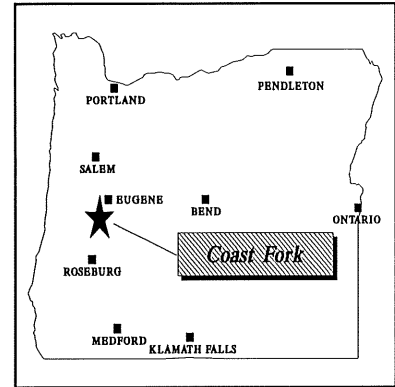 PORTLAND
PENDLETON
SALEM
EUGENE
BEND
ONTARIO
Coast Fork
ROSEBURG
MEDFORD
KLAMATH FALLS